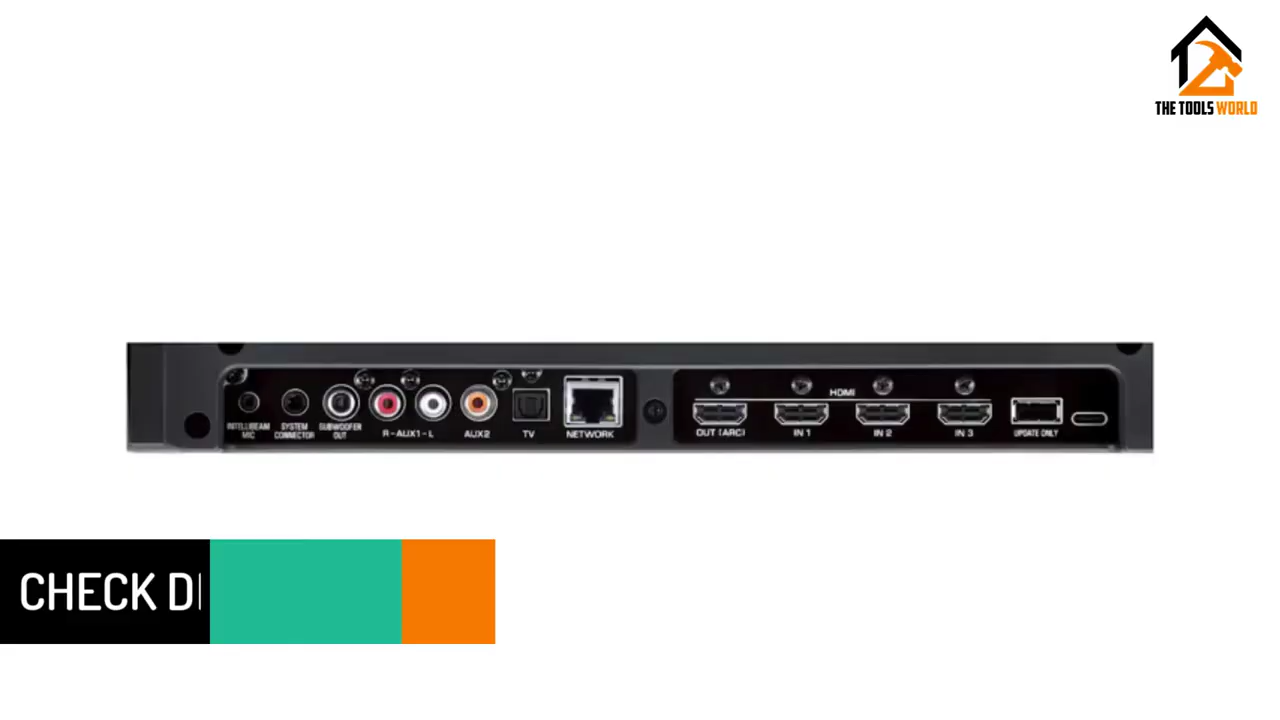 THE TOOLS WORLD
INTELLIBEAM MIC
SYSTEM CONNECTOR
SUBWOOFER OUT
R-AUX1-L
AUX2
TV
NETWORK
HDMI
OUT (ARC)
IN 1
IN 2
IN 3
UPDATE ONLY
CHECK